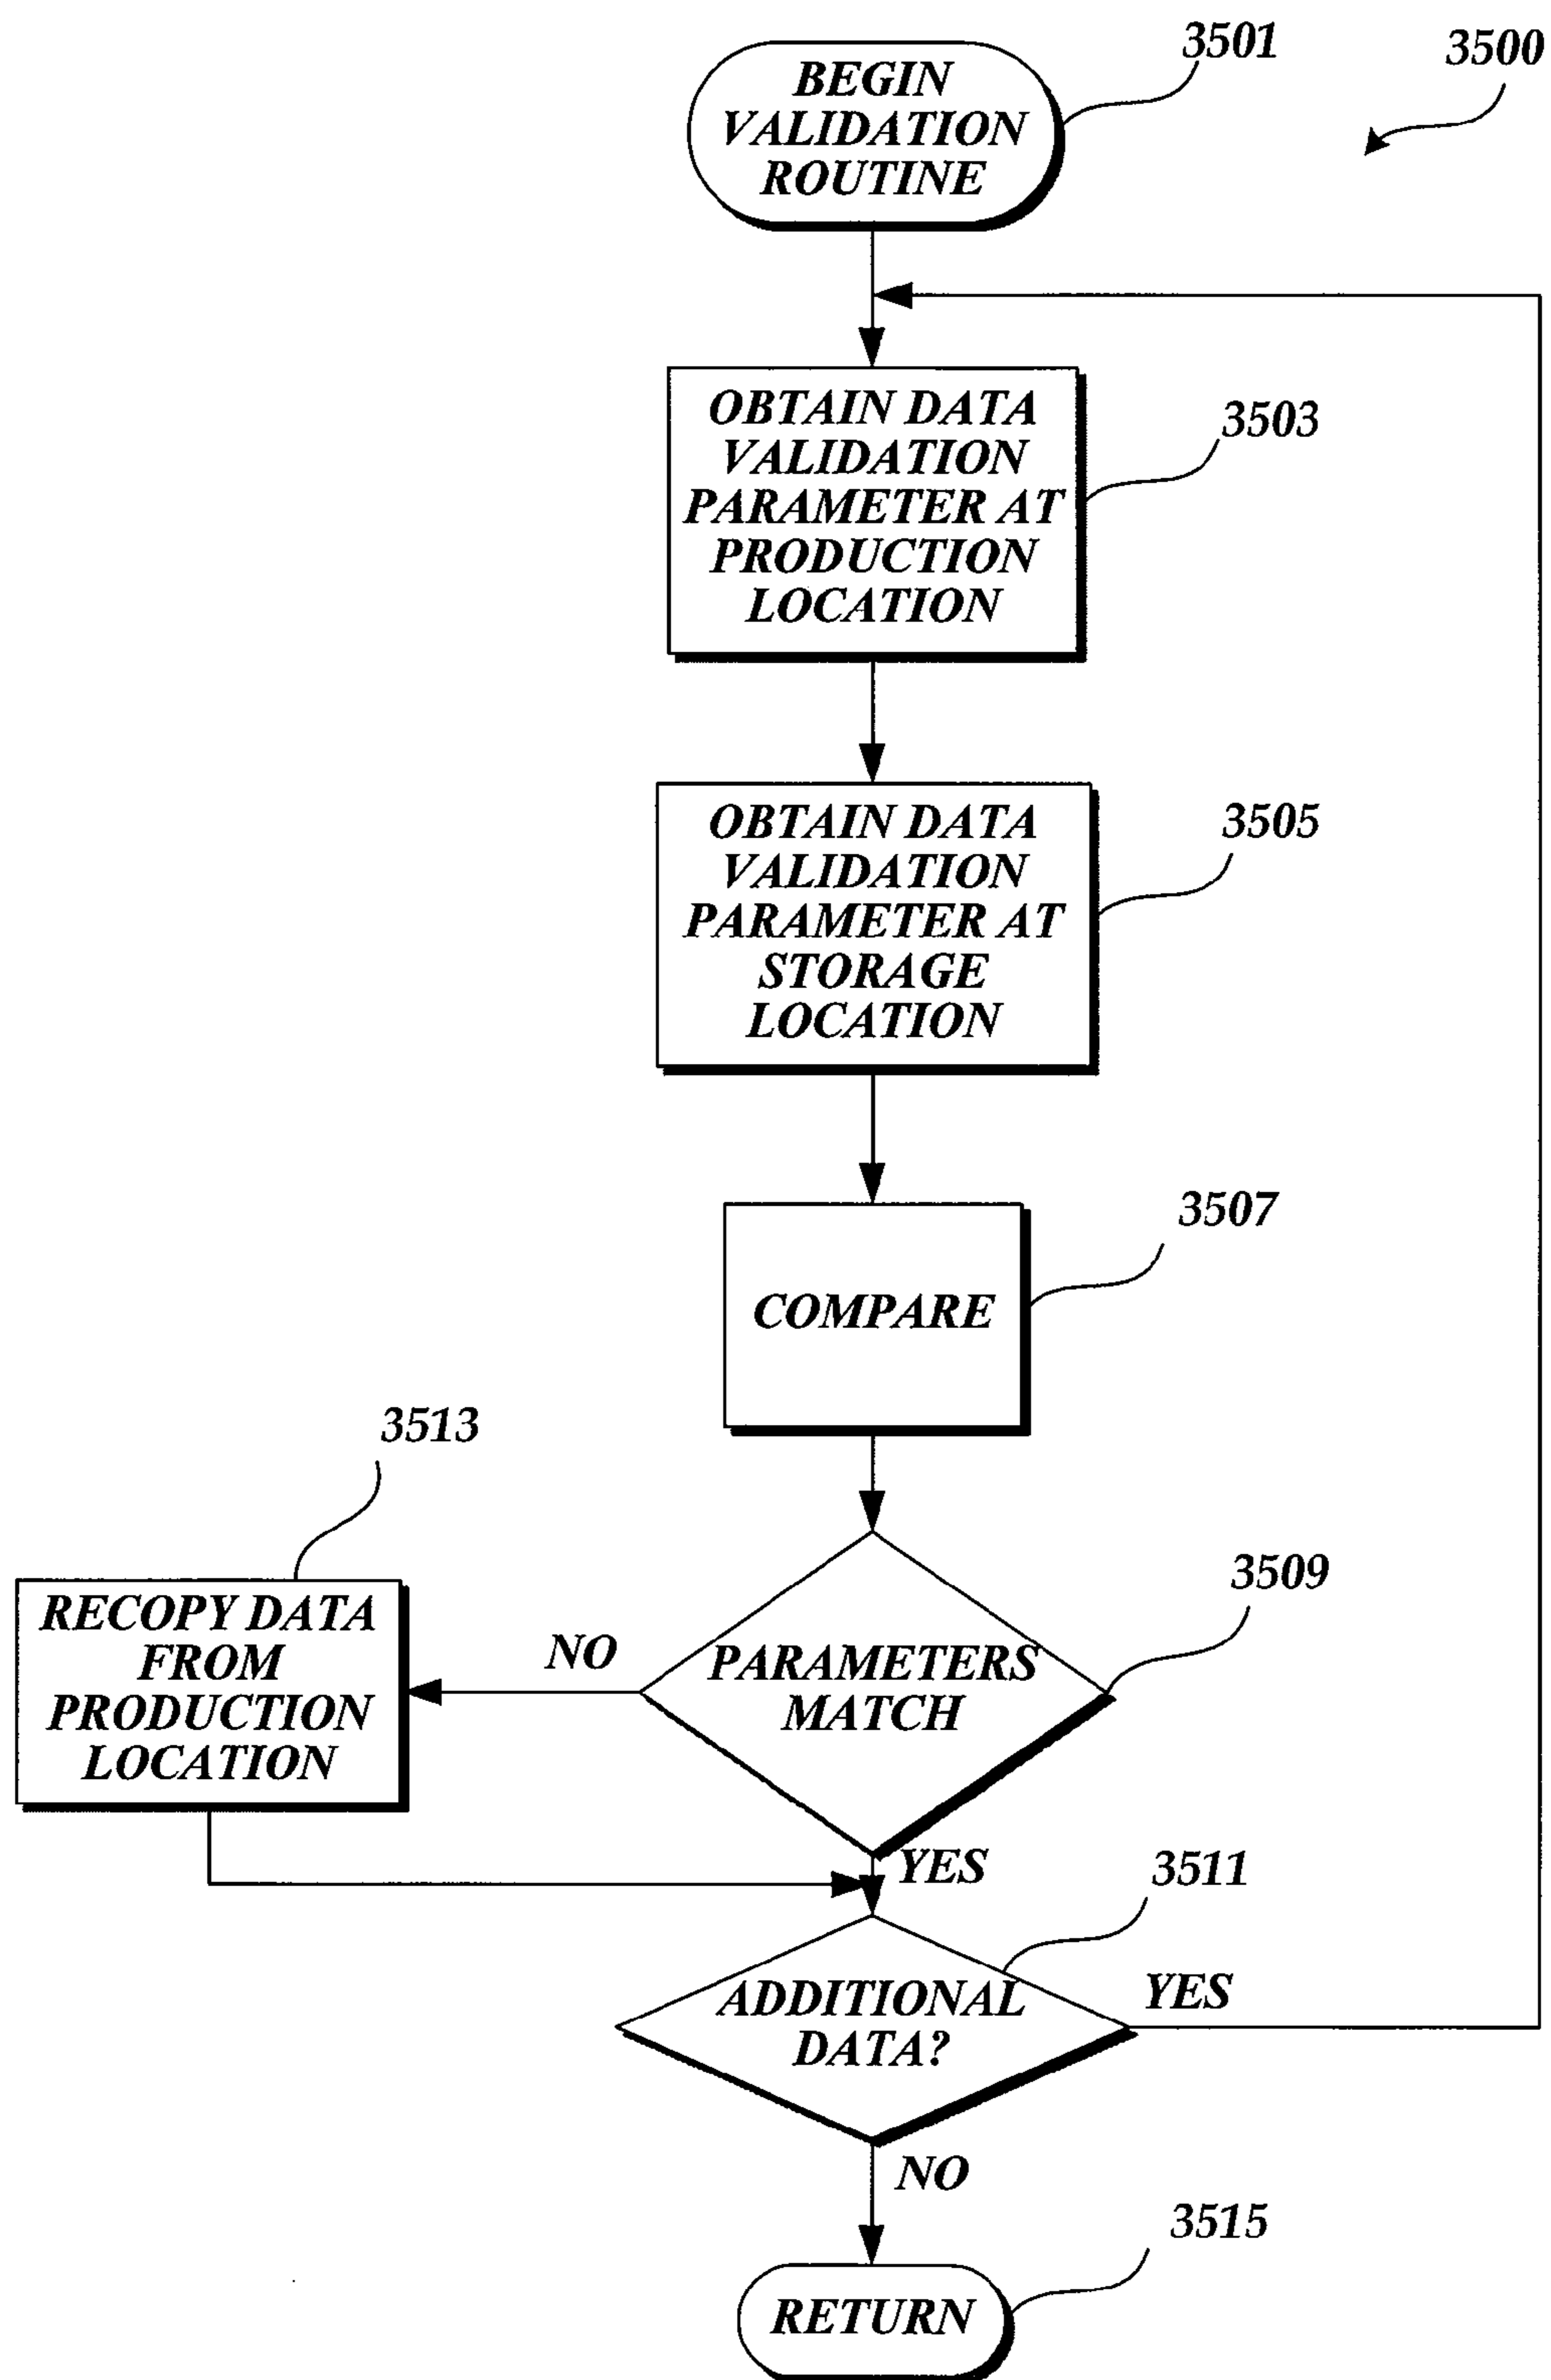 3500
3501
BEGIN
VALIDATION
ROUTINE
3503
OBTAIN DATA
VALIDATION
PARAMETER AT
PRODUCTION
LOCATION
3505
OBTAIN DATA
VALIDATION
PARAMETER AT
STORAGE
LOCATION
3507
COMPARE
3509
PARAMETERS
MATCH
NO
3513
RECOPY DATA
FROM
PRODUCTION
LOCATION
YES
3511
ADDITIONAL
DATA?
YES
NO
3515
RETURN